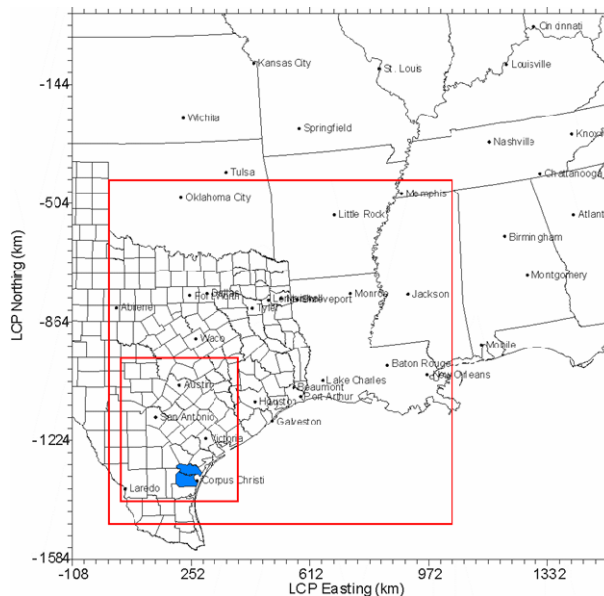 Cincinnati
Kansas City
St. Louis
Louisville
-144
Wichita
Springfield
Knox
Nashville
Tulsa
Chattanooga
Memphis
-504
Oklahoma City
Little Rock
Atlant
Birmingham
Montgomery
Dallas
Fort Worth
Monroe
Jackson
Abilene
Tyler
-864
Waco
Mobile
Baton Rouge
New Orleans
Lake Charles
Austin
Beaumont
Port Arthur
Houston
San Antonio
Galveston
-1224
Victoria
Corpus Christi
Laredo
-1584
-108
252
612
972
1332
LCP Easting (km)
LCP Northing (km)